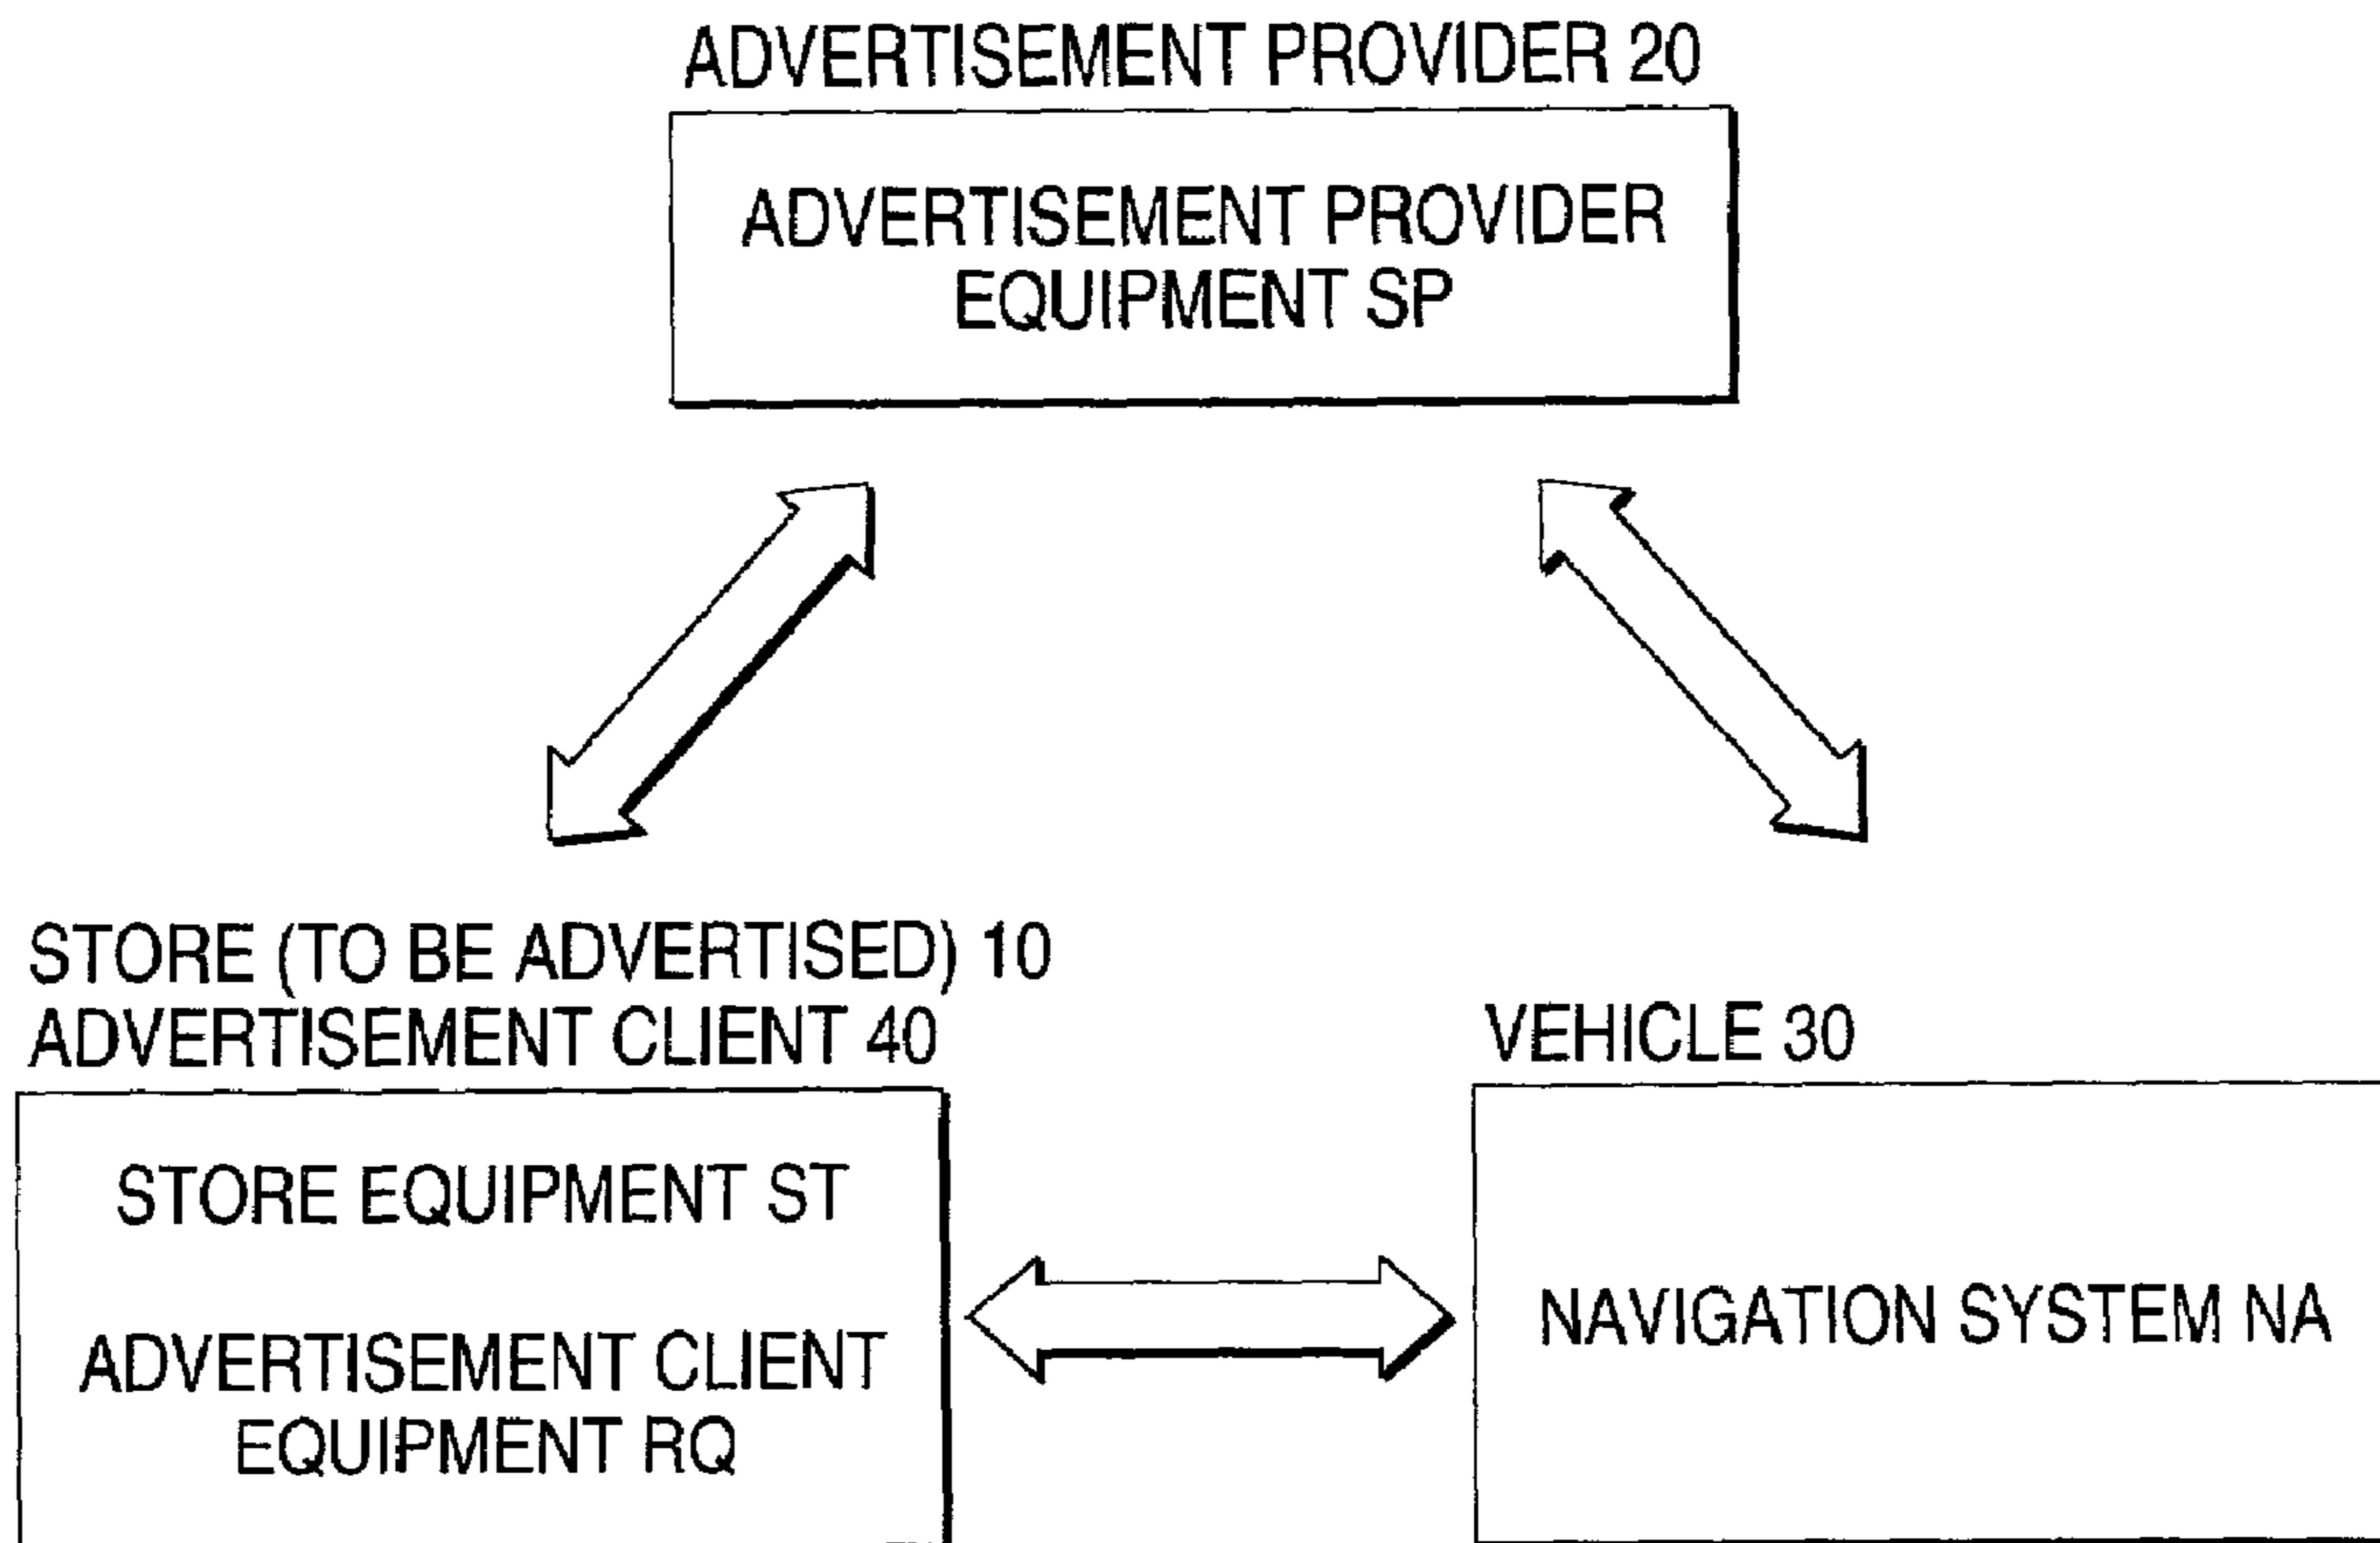 ADVERTISEMENT PROVIDER 20
ADVERTISEMENT PROVIDER
EQUIPMENT SP
STORE (TO BE ADVERTISED) 10
ADVERTISEMENT CLIENT 40
STORE EQUIPMENT ST
ADVERTISEMENT CLIENT
EQUIPMENT RQ
VEHICLE 30
NAVIGATION SYSTEM NA